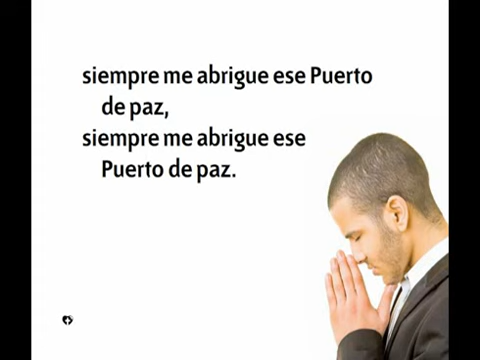 siempre me abrigue ese Puerto
de paz,
siempre me abrigue ese
Puerto de paz.